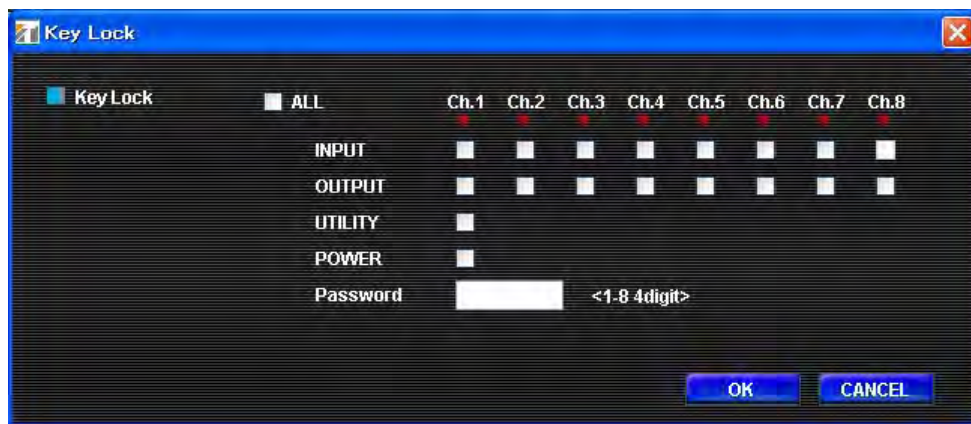 Key Lock
Key Lock ALL Ch.1 Ch.2 Ch.3 Ch.4 Ch.5 Ch.6 Ch.7 Ch.8
INPUT
OUTPUT
UTILITY
POWER
Password <1-8 4digit>
OK CANCEL